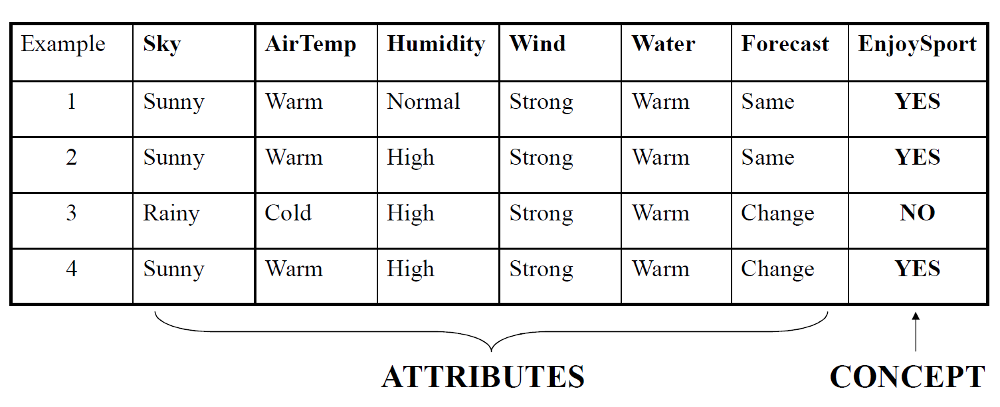 Example Sky AirTemp Humidity Wind Water Forecast EnjoySport
1 Sunny Warm Normal Strong Warm Same YES
2 Sunny Warm High Strong Warm Same YES
3 Rainy Cold High Strong Warm Change NO
4 Sunny Warm High Strong Warm Change YES
ATTRIBUTES CONCEPT